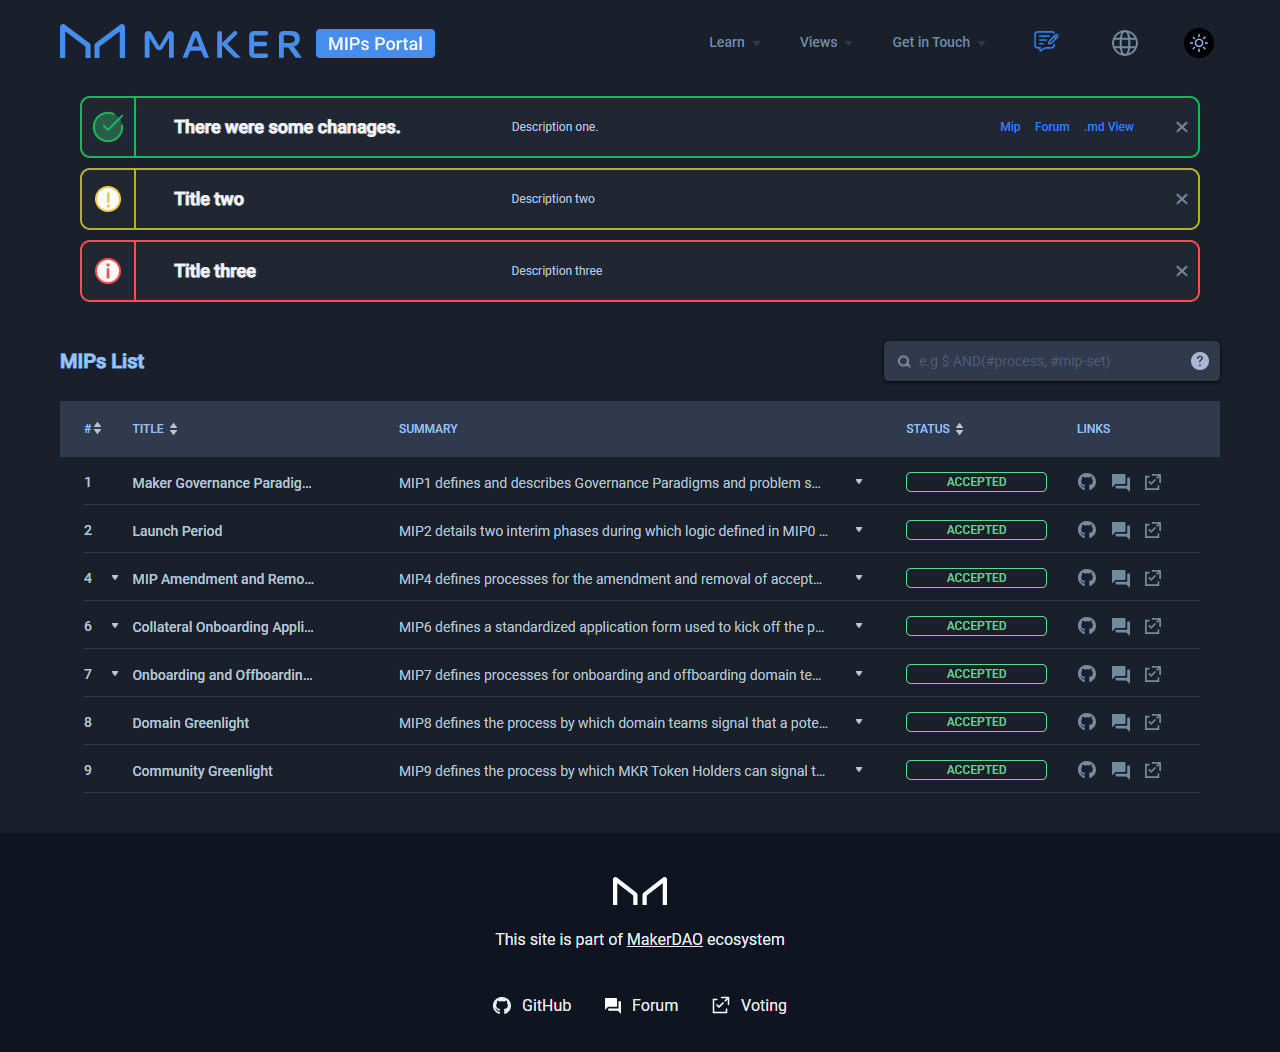 MAKER MIPs Portal Learn Views Get in Touch
There were some chanages. Description one. Mip Forum .md View
Title two Description two
Title three Description three
MIPs List e.g $ AND(#process, #mip-set) ?
# TITLE SUMMARY STATUS LINKS
1 Maker Governance Paradig... MIP1 defines and describes Governance Paradigms and problem s... ACCEPTED
2 Launch Period MIP2 details two interim phases during which logic defined in MIP0 ... ACCEPTED
4 MIP Amendment and Remo... MIP4 defines processes for the amendment and removal of accept... ACCEPTED
6 Collateral Onboarding Appli... MIP6 defines a standardized application form used to kick off the p... ACCEPTED
7 Onboarding and Offboardin... MIP7 defines processes for onboarding and offboarding domain te... ACCEPTED
8 Domain Greenlight MIP8 defines the process by which domain teams signal that a pote... ACCEPTED
9 Community Greenlight MIP9 defines the process by which MKR Token Holders can signal t... ACCEPTED
This site is part of MakerDAO ecosystem
GitHub Forum Voting